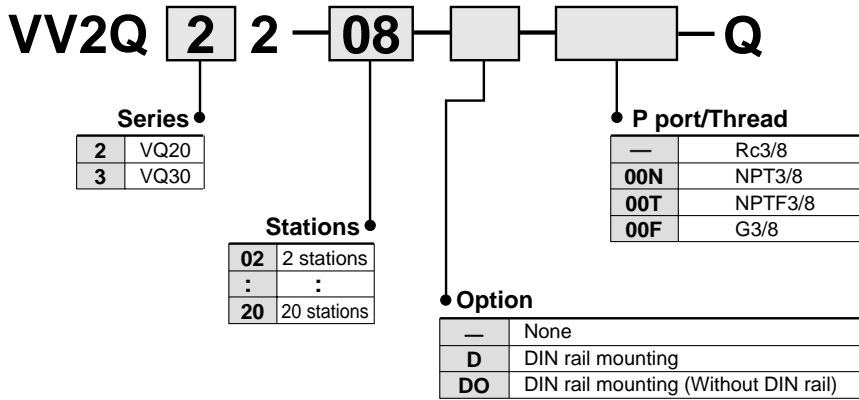 VV2Q 2 2 — 08 — — — Q
Series
2 VQ20
3 VQ30
Stations
02 2 stations
: :
20 20 stations
Option
— None
D DIN rail mounting
DO DIN rail mounting (Without DIN rail)
P port/Thread
— Rc3/8
00N NPT3/8
00T NPTF3/8
00F G3/8